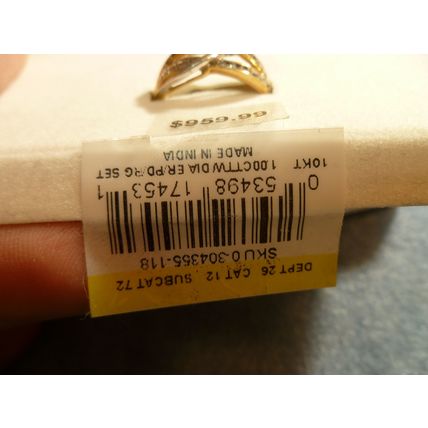 $959.99
DEPT 26 CAT 12 SUBCAT 72
SKU 0-304355-118
0 53498 17453 1
10KT 1.00CTTW DIA ER/PD/RG SET
MADE IN INDIA